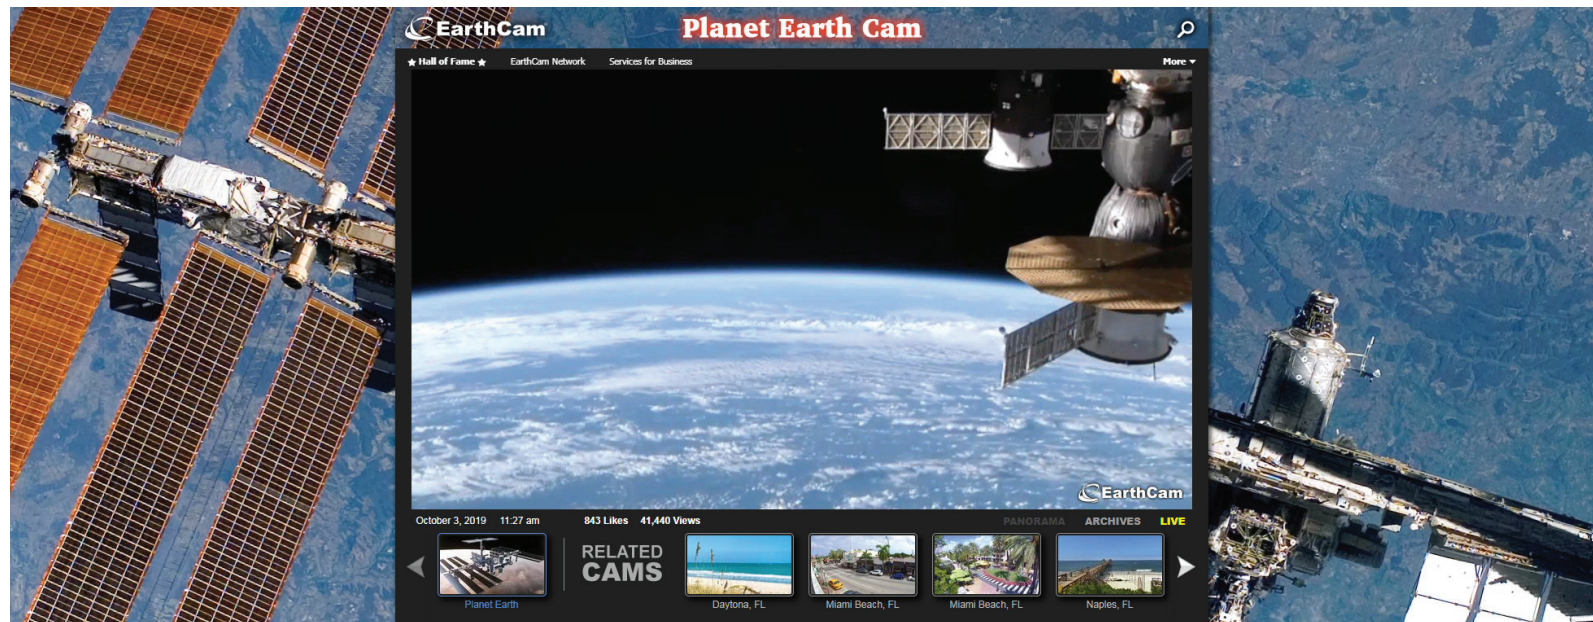 EarthCam
Planet Earth Cam
★ Hall of Fame ★ EarthCam Network Services for Business More ▾
EarthCam
October 3, 2019 11:27 am 843 Likes 41,440 Views PANORAMA ARCHIVES LIVE
RELATED
CAMS
Planet Earth Daytona, FL Miami Beach, FL Miami Beach, FL Naples, FL